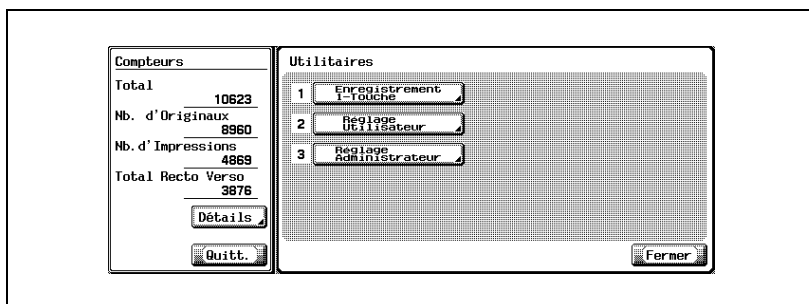 Compteurs
Total
10623
Nb. d'Originaux
8960
Nb.d'Impressions
4869
Total Recto Verso
3876
Détails
Quitt.
Utilitaires
1 Enregistrement
1-Touche
2 Réglage
Utilisateur
3 Réglage
Administrateur
Fermer